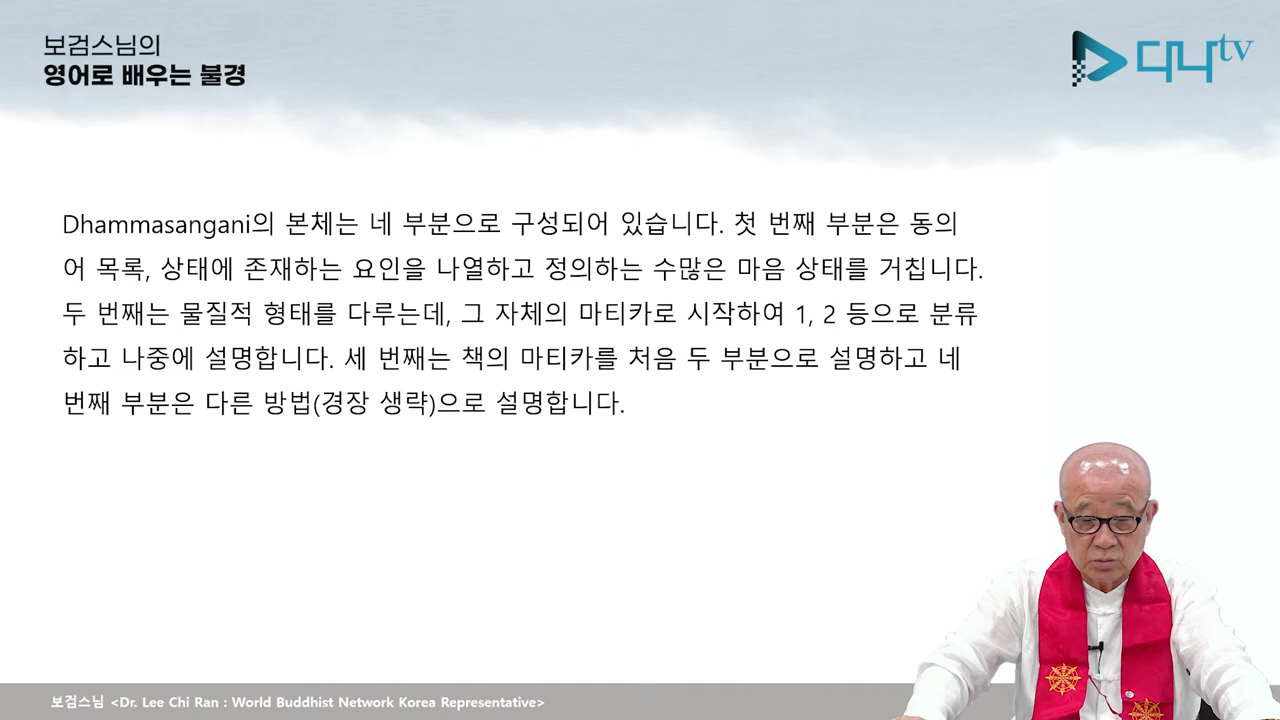 보검스님의
영어로 배우는 불경
디나tv
Dhammasangani의 본체는 네 부분으로 구성되어 있습니다. 첫 번째 부분은 동의
어 목록, 상태에 존재하는 요인을 나열하고 정의하는 수많은 마음 상태를 거칩니다.
두 번째는 물질적 형태를 다루는데, 그 자체의 마티카로 시작하여 1, 2 등으로 분류
하고 나중에 설명합니다. 세 번째는 책의 마티카를 처음 두 부분으로 설명하고 네
번째 부분은 다른 방법(경장 생략)으로 설명합니다.
보검스님 <Dr. Lee Chi Ran : World Buddhist Network Korea Representative>